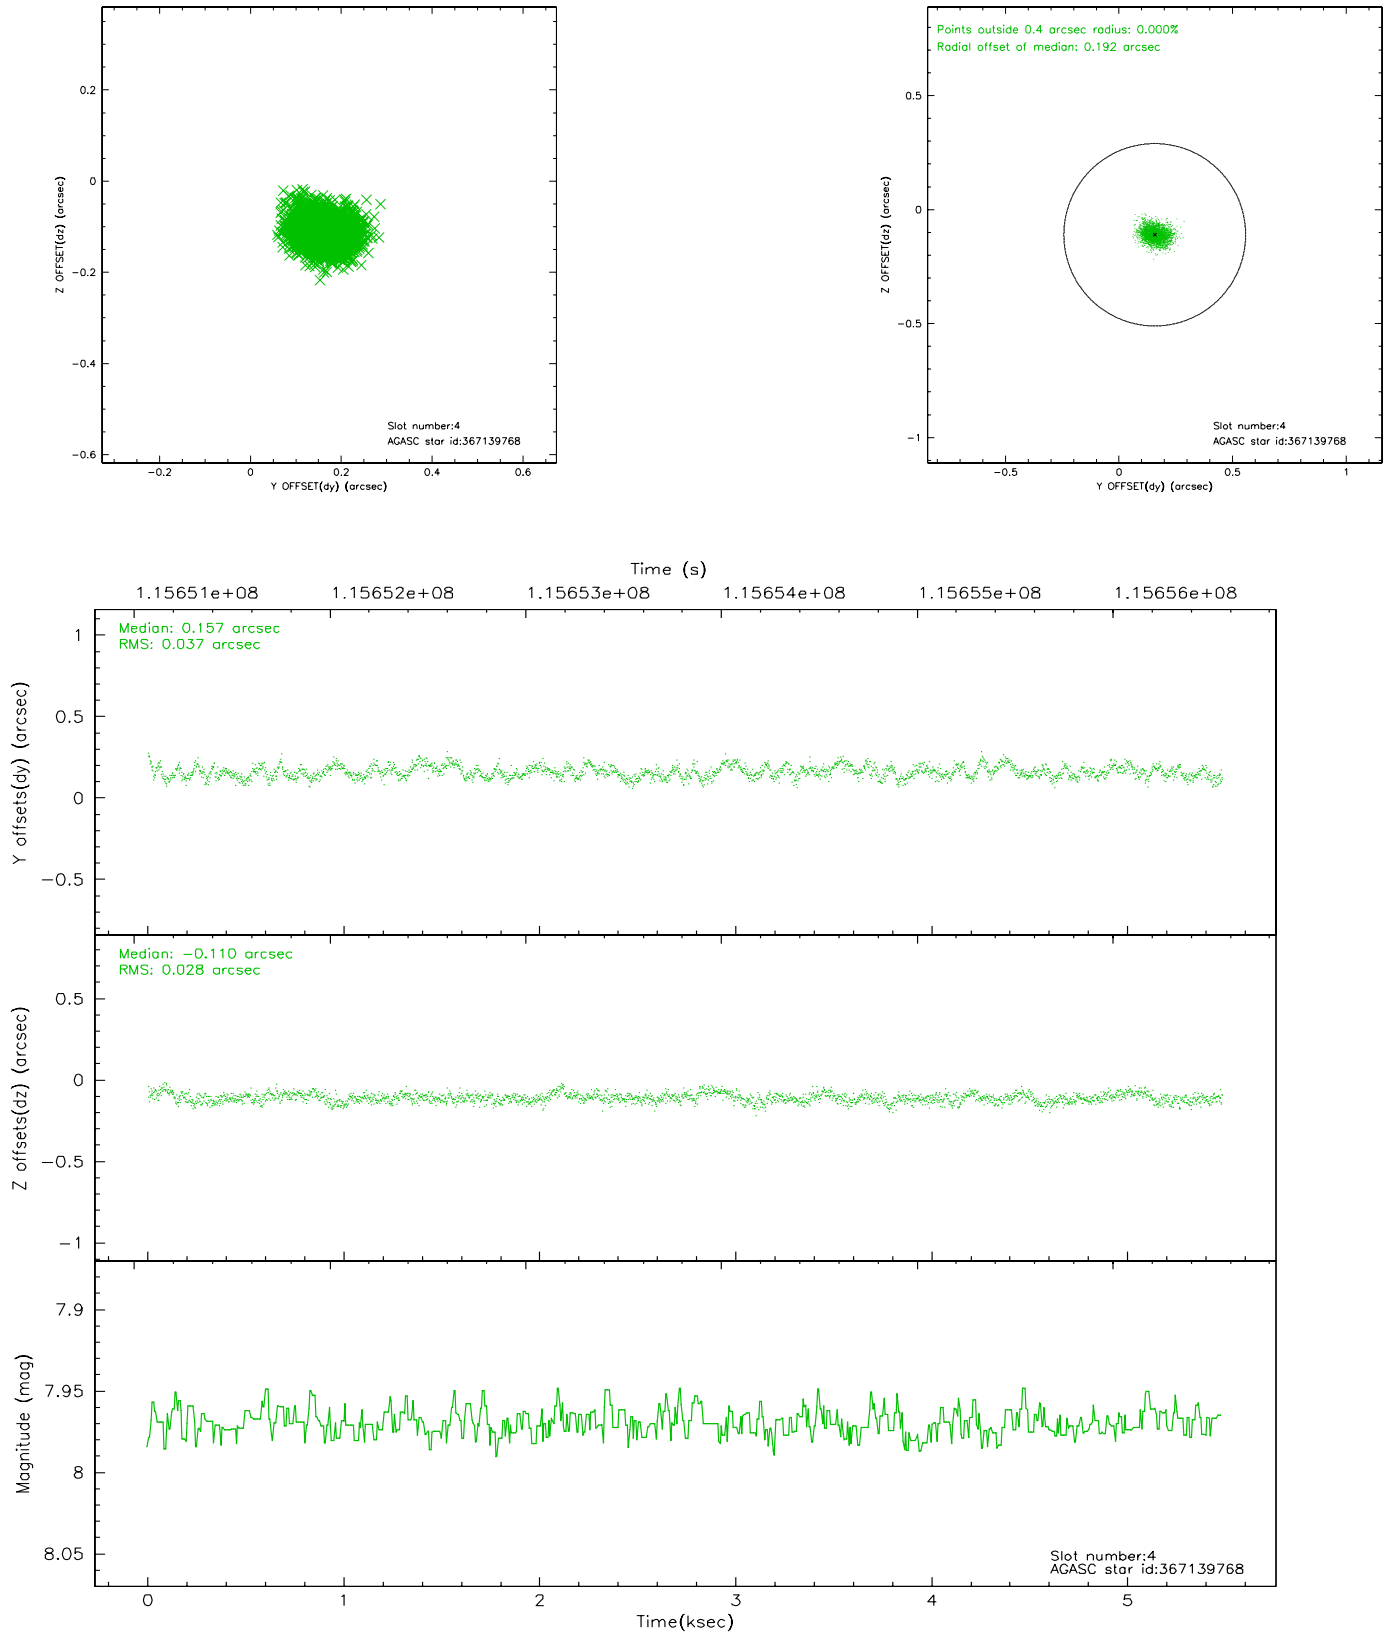 0.2
0
−0.2
−0.4
−0.6
Z OFFSET(dz) (arcsec)
Slot number:4
AGASC star id:367139768
−0.2 0 0.2 0.4 0.6
Y OFFSET(dy) (arcsec)
Points outside 0.4 arcsec radius: 0.000%
Radial offset of median: 0.192 arcsec
0.5
0
−0.5
−1
Z OFFSET(dz) (arcsec)
Slot number:4
AGASC star id:367139768
−0.5 0 0.5 1
Y OFFSET(dy) (arcsec)
Time (s)
1.15651e+08 1.15652e+08 1.15653e+08 1.15654e+08 1.15655e+08 1.15656e+08
Median: 0.157 arcsec
RMS: 0.037 arcsec
1
0.5
0
−0.5
Y offsets(dy) (arcsec)
Median: −0.110 arcsec
RMS: 0.028 arcsec
0.5
0
−0.5
−1
Z offsets(dz) (arcsec)
7.9
7.95
8
8.05
Magnitude (mag)
Slot number:4
AGASC star id:367139768
0 1 2 3 4 5
Time(ksec)